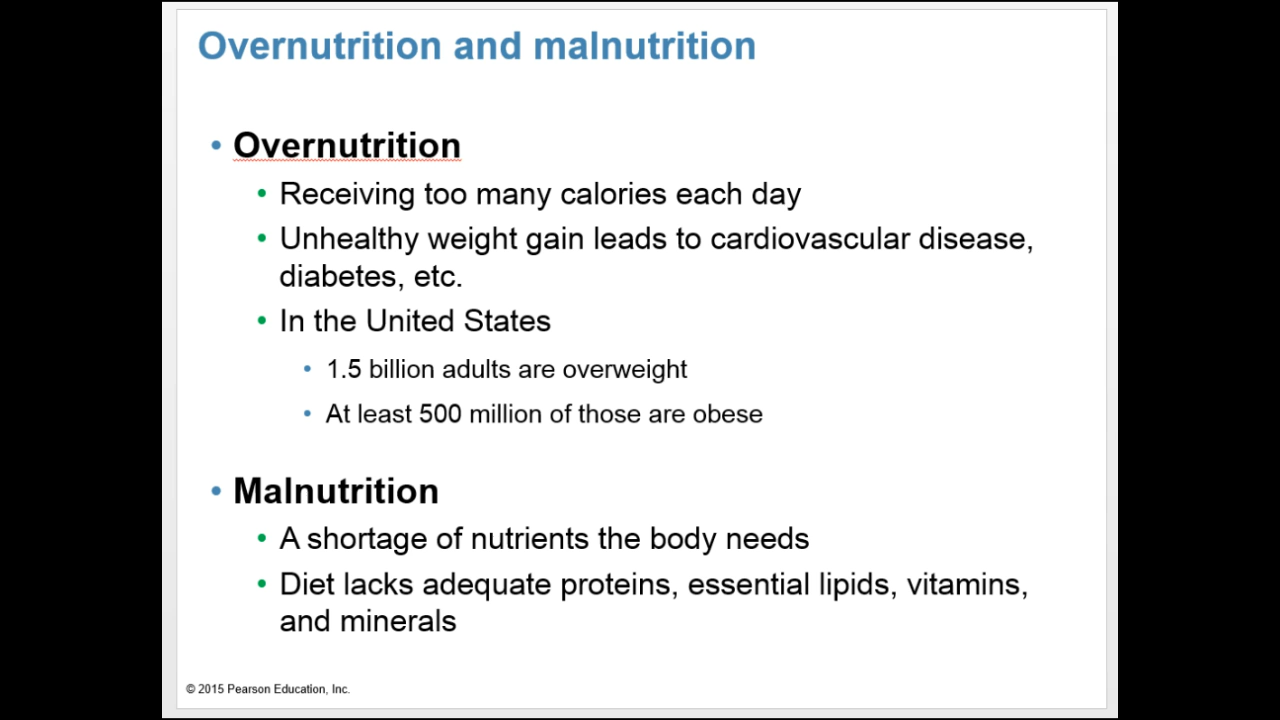 Overnutrition and malnutrition
• Overnutrition
• Receiving too many calories each day
• Unhealthy weight gain leads to cardiovascular disease,
diabetes, etc.
• In the United States
• 1.5 billion adults are overweight
• At least 500 million of those are obese
• Malnutrition
• A shortage of nutrients the body needs
• Diet lacks adequate proteins, essential lipids, vitamins,
and minerals
© 2015 Pearson Education, Inc.